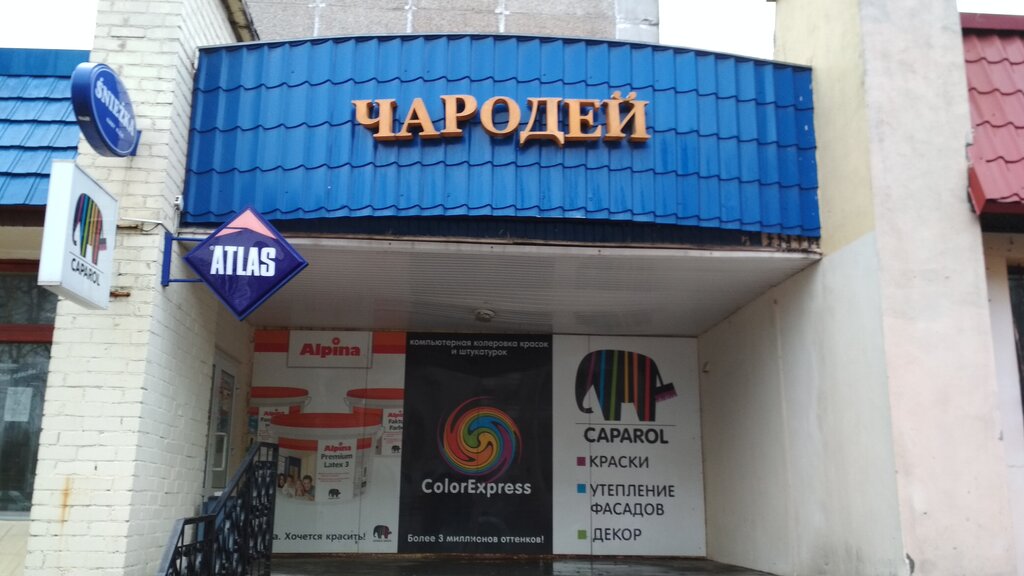 ЧАРОДЕЙ
ŚNIEŻKA
CAPAROL
ATLAS
Alpina
Alpina
Premium
Latex 3
а. Хочется красить!
компьютерная колеровка красок
и штукатурок
ColorExpress
Более 3 миллионов оттенков!
CAPAROL
КРАСКИ
УТЕПЛЕНИЕ
ФАСАДОВ
ДЕКОР